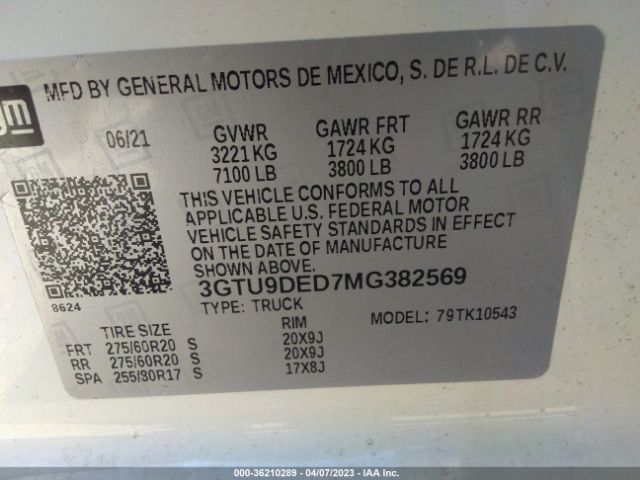 gm
MFD BY GENERAL MOTORS DE MEXICO, S. DE R.L. DE C.V.
06/21 GVWR GAWR FRT GAWR RR
3221 KG 1724 KG 1724 KG
7100 LB 3800 LB 3800 LB
THIS VEHICLE CONFORMS TO ALL
APPLICABLE U.S. FEDERAL MOTOR
VEHICLE SAFETY STANDARDS IN EFFECT
ON THE DATE OF MANUFACTURE
SHOWN ABOVE.
3GTU9DED7MG382569
8624
TYPE: TRUCK MODEL: 79TK10543
TIRE SIZE RIM
FRT 275/60R20 S 20X9J
RR 275/60R20 S 20X9J
SPA 255/80R17 S 17X8J
000-36210289 - 04/07/2023 - IAA Inc.